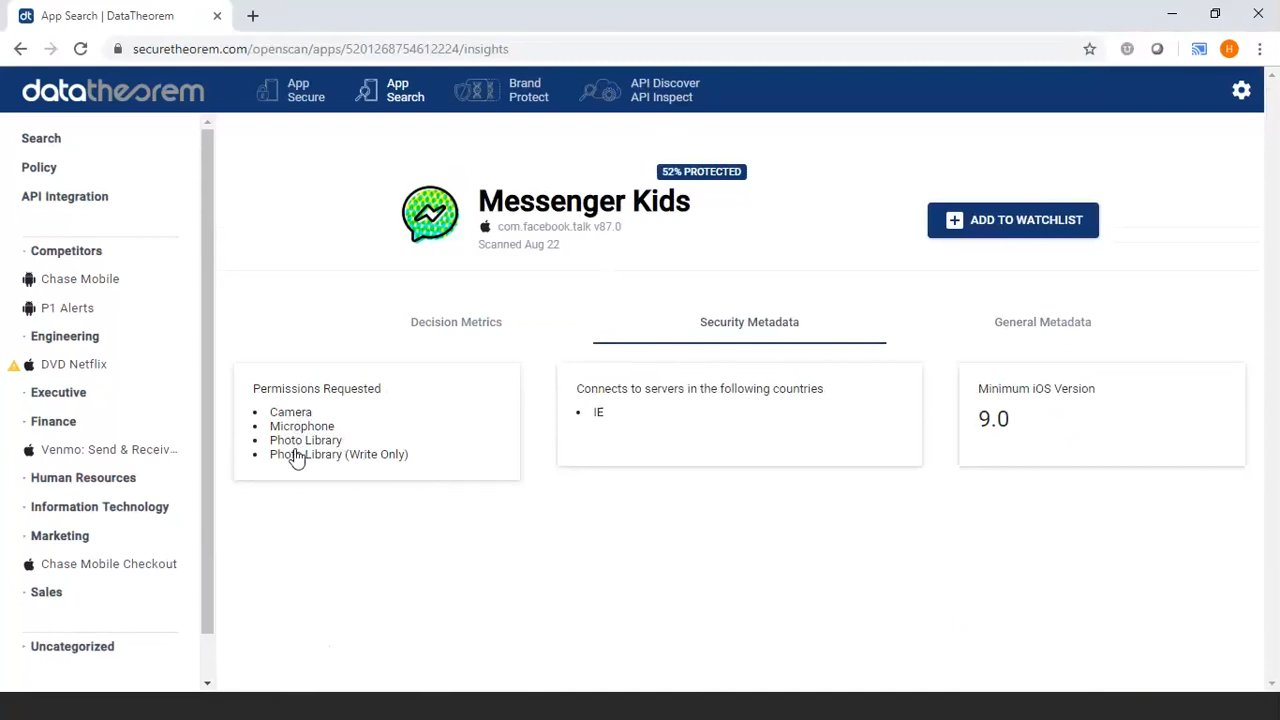 App Search | DataTheorem
securetheorem.com/openscan/apps/5201268754612224/insights
H
datatheorem
App Secure
App Search
Brand Protect
API Discover
API Inspect
Search
Policy
API Integration
Competitors
Chase Mobile
P1 Alerts
Engineering
DVD Netflix
Executive
Finance
Venmo: Send & Receiv...
Human Resources
Information Technology
Marketing
Chase Mobile Checkout
Sales
Uncategorized
52% PROTECTED
Messenger Kids
com.facebook.talk v87.0
Scanned Aug 22
ADD TO WATCHLIST
Decision Metrics
Security Metadata
General Metadata
Permissions Requested
• Camera
• Microphone
• Photo Library
• Photo Library (Write Only)
Connects to servers in the following countries
• IE
Minimum iOS Version
9.0